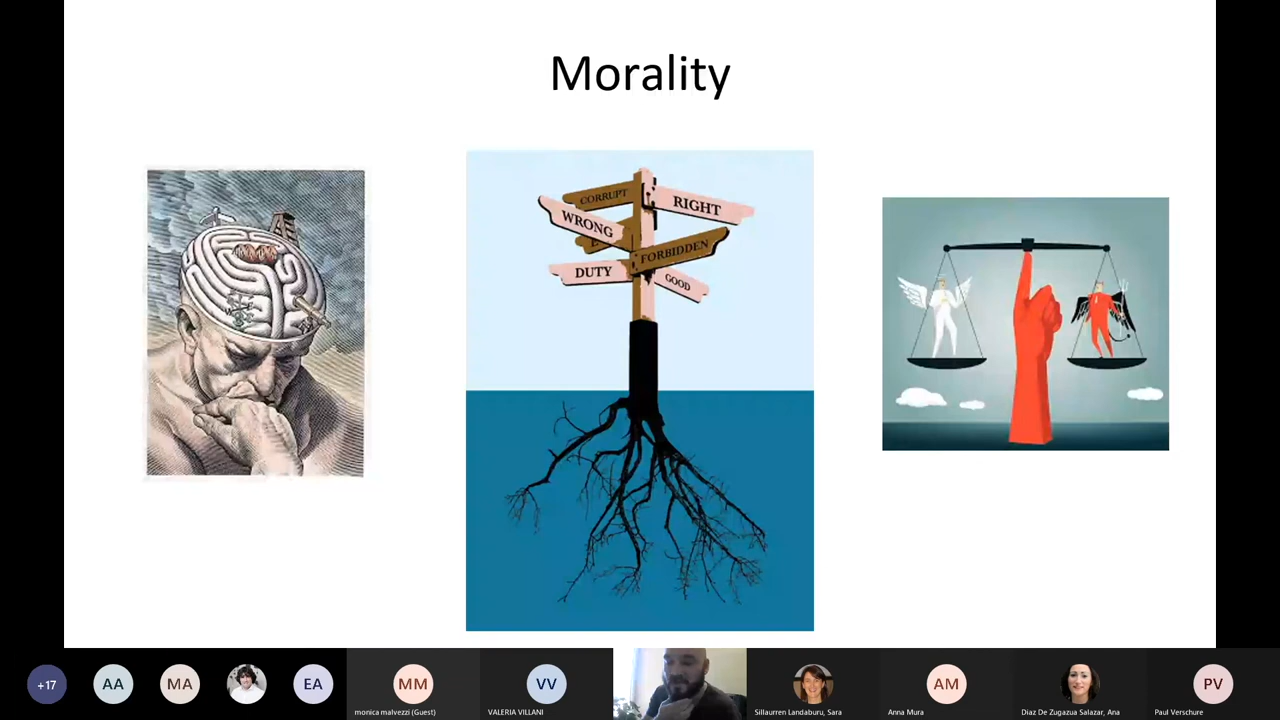 Morality
CORRUPT
RIGHT
WRONG
FORBIDDEN
DUTY
GOOD
+17
AA
MA
EA
MM
monica malvezzi (Guest)
VV
VALERIA VILLANI
Sillaurren Landaburu, Sara
AM
Anna Mura
Díaz De Zugazua Salazar, Ana
PV
Paul Verschure